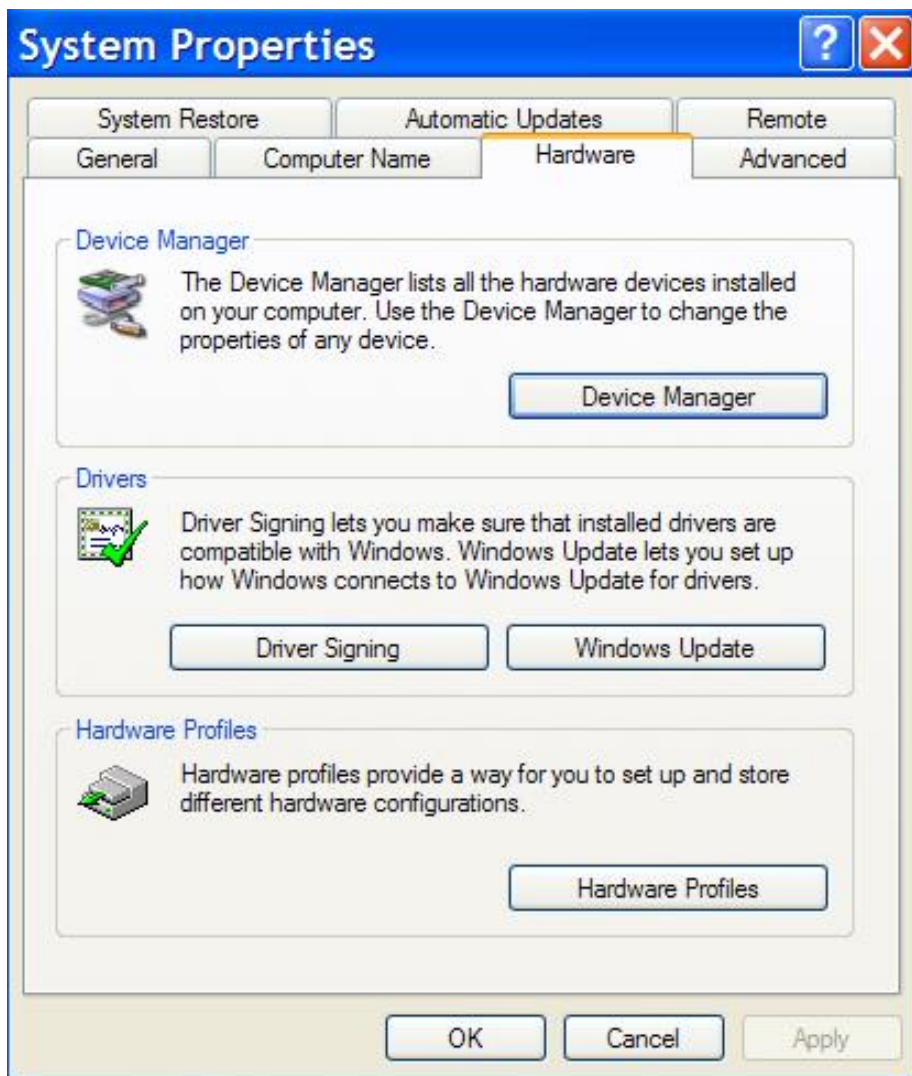 System Properties
System Restore
Automatic Updates
Remote
General
Computer Name
Hardware
Advanced
Device Manager
The Device Manager lists all the hardware devices installed
on your computer. Use the Device Manager to change the
properties of any device.
Device Manager
Drivers
Driver Signing lets you make sure that installed drivers are
compatible with Windows. Windows Update lets you set up
how Windows connects to Windows Update for drivers.
Driver Signing
Windows Update
Hardware Profiles
Hardware profiles provide a way for you to set up and store
different hardware configurations.
Hardware Profiles
OK
Cancel
Apply